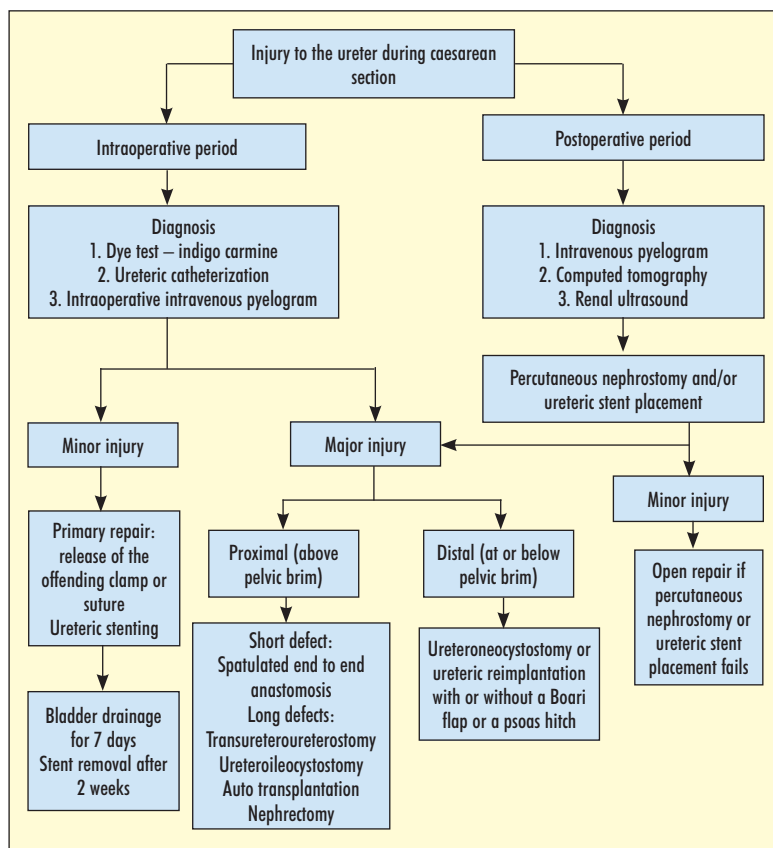 Injury to the ureter during caesarean
section
Intraoperative period
Postoperative period
Diagnosis
1. Dye test – indigo carmine
2. Ureteric catheterization
3. Intraoperative intravenous pyelogram
Diagnosis
1. Intravenous pyelogram
2. Computed tomography
3. Renal ultrasound
Percutaneous nephrostomy and/or
ureteric stent placement
Minor injury
Major injury
Minor injury
Primary repair:
release of the
offending clamp or
suture
Ureteric stenting
Proximal (above
pelvic brim)
Distal (at or below
pelvic brim)
Open repair if
percutaneous
nephrostomy or
ureteric stent
placement fails
Bladder drainage
for 7 days
Stent removal after
2 weeks
Short defect:
Spatulated end to end
anastomosis
Long defects:
Transureteroureterostomy
Ureteroileocystostomy
Auto transplantation
Nephrectomy
Ureteroneocystostomy or
ureteric reimplantation
with or without a Boari
flap or a psoas hitch